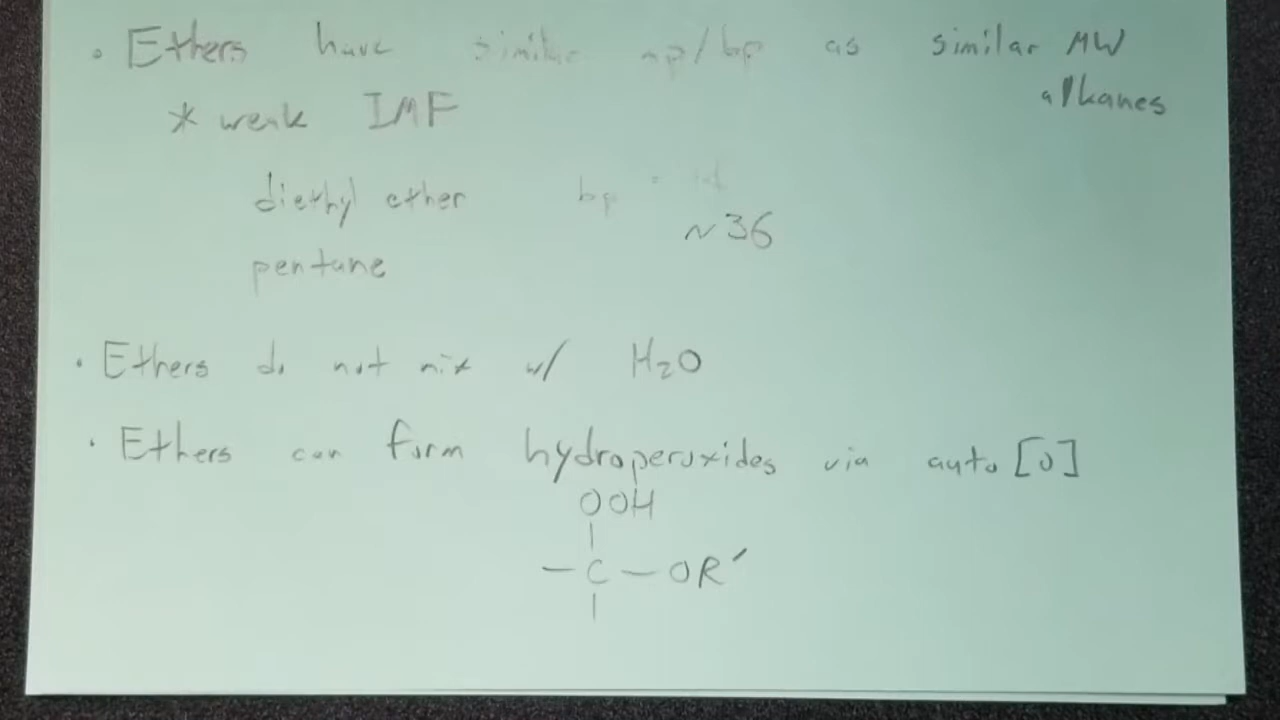 • Ethers have similar mp/bp as similar MW
alkanes
* weak IMF
diethyl ether bp
~36
pentane
• Ethers do not mix w/ H₂O
• Ethers can form hydroperoxides via auto [O]
OOH
— C — OR′